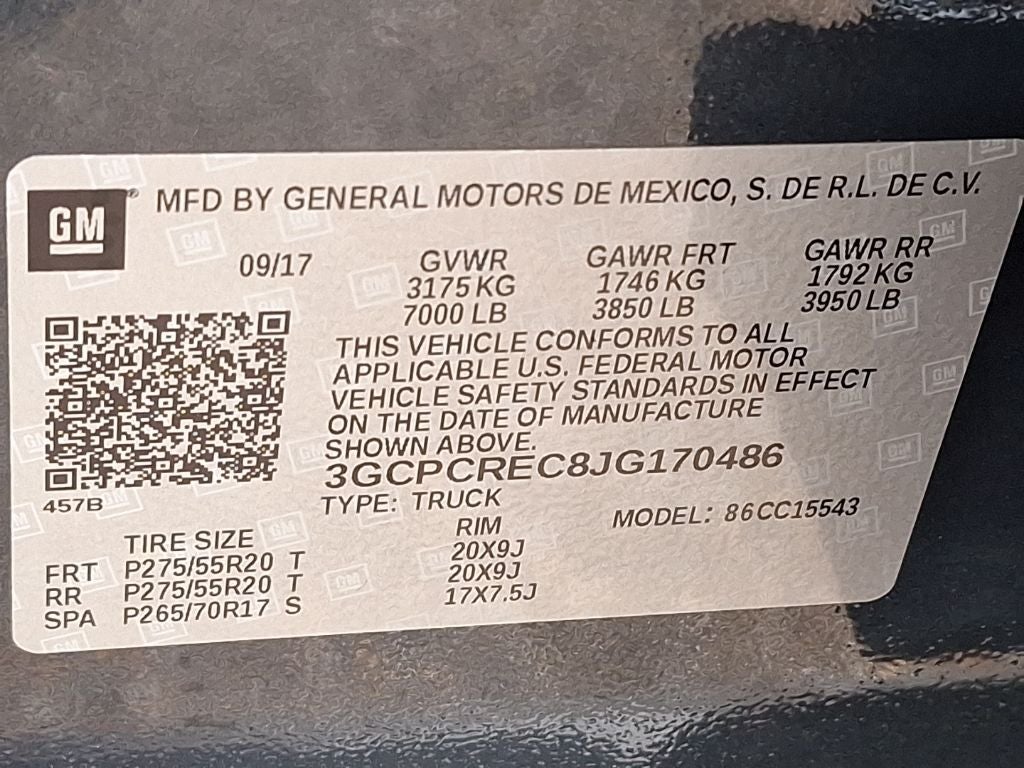 GM® MFD BY GENERAL MOTORS DE MEXICO, S. DE R.L. DE C.V.
09/17 GVWR GAWR FRT GAWR RR
3175 KG 1746 KG 1792 KG
7000 LB 3850 LB 3950 LB
THIS VEHICLE CONFORMS TO ALL
APPLICABLE U.S. FEDERAL MOTOR
VEHICLE SAFETY STANDARDS IN EFFECT
ON THE DATE OF MANUFACTURE
SHOWN ABOVE.
3GCPCREC8JG170486
457B
TYPE: TRUCK MODEL: 86CC15543
TIRE SIZE RIM
FRT P275/55R20 T 20X9J
RR P275/55R20 T 20X9J
SPA P265/70R17 S 17X7.5J